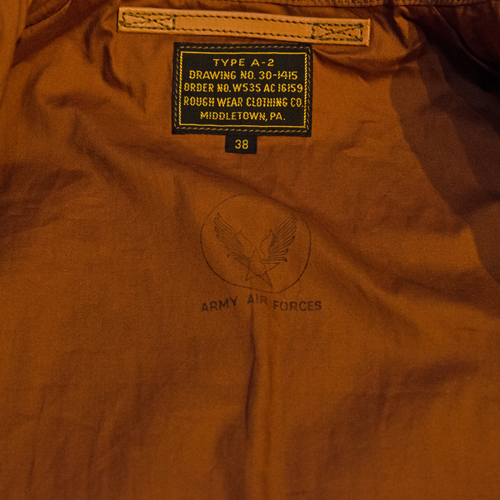 TYPE A-2
DRAWING NO. 30-1415
ORDER NO. W535 AC 16159
ROUGH WEAR CLOTHING CO.
MIDDLETOWN, PA.
38
ARMY AIR FORCES